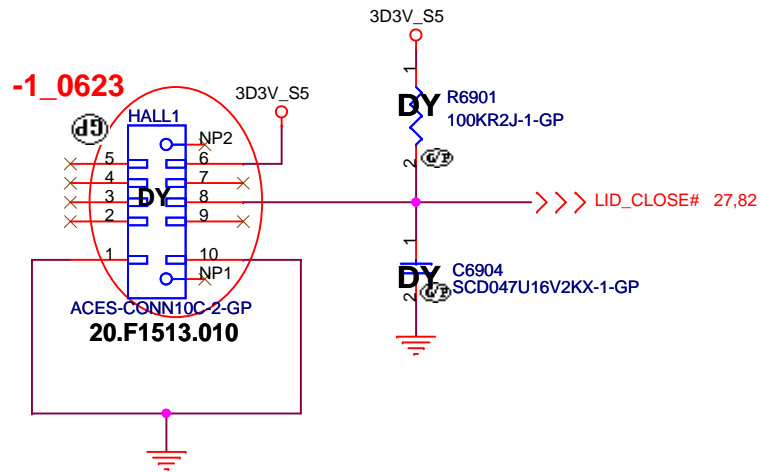 3D3V_S5
-1_0623
3D3V_S5
R6901
DY
100KR2J-1-GP
1
2
G/P
HALL1
GP
NP2
5
6
4
7
3
DY
8
2
9
1
10
NP1
LID_CLOSE# 27,82
1
C6904
DY
SCD047U16V2KX-1-GP
2
G/P
ACES-CONN10C-2-GP
20.F1513.010